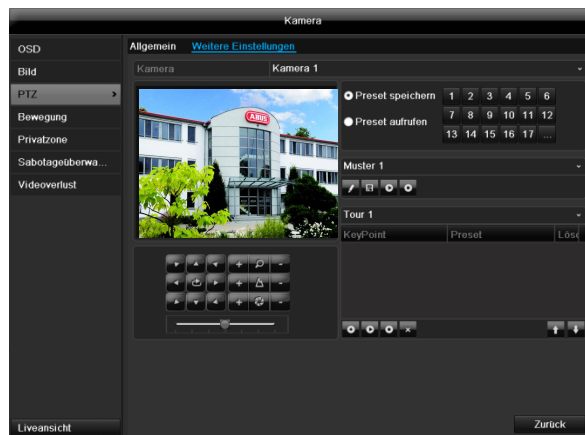 Kamera
OSD
Bild
PTZ
Bewegung
Privatzone
Sabotageüberwa...
Videoverlust
Liveansicht
Allgemein Weitere Einstellungen
Kamera Kamera 1
ABUS
Preset speichern
Preset aufrufen
1 2 3 4 5 6
7 8 9 10 11 12
13 14 15 16 17 ...
Muster 1
Tour 1
KeyPoint Preset Lösc
Zurück